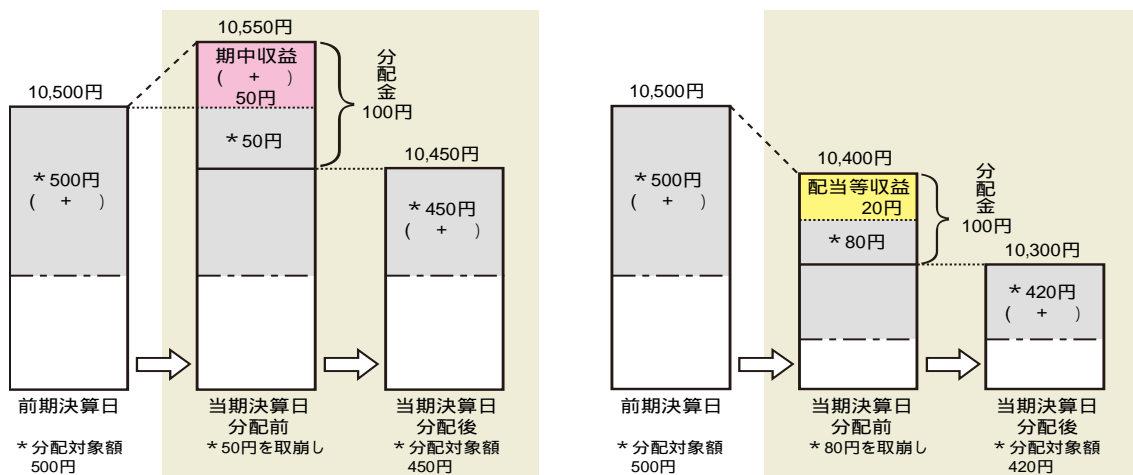 10,500円
*500円
( + )
前期決算日
*分配対象額
500円
10,550円
期中収益
( + )
50円
*50円
分配金
100円
当期決算日
分配前
*50円を取崩し
10,450円
*450円
( + )
当期決算日
分配後
*分配対象額
450円
10,500円
*500円
( + )
前期決算日
*分配対象額
500円
10,400円
配当等収益
20円
*80円
分配金
100円
当期決算日
分配前
*80円を取崩し
10,300円
*420円
( + )
当期決算日
分配後
*分配対象額
420円